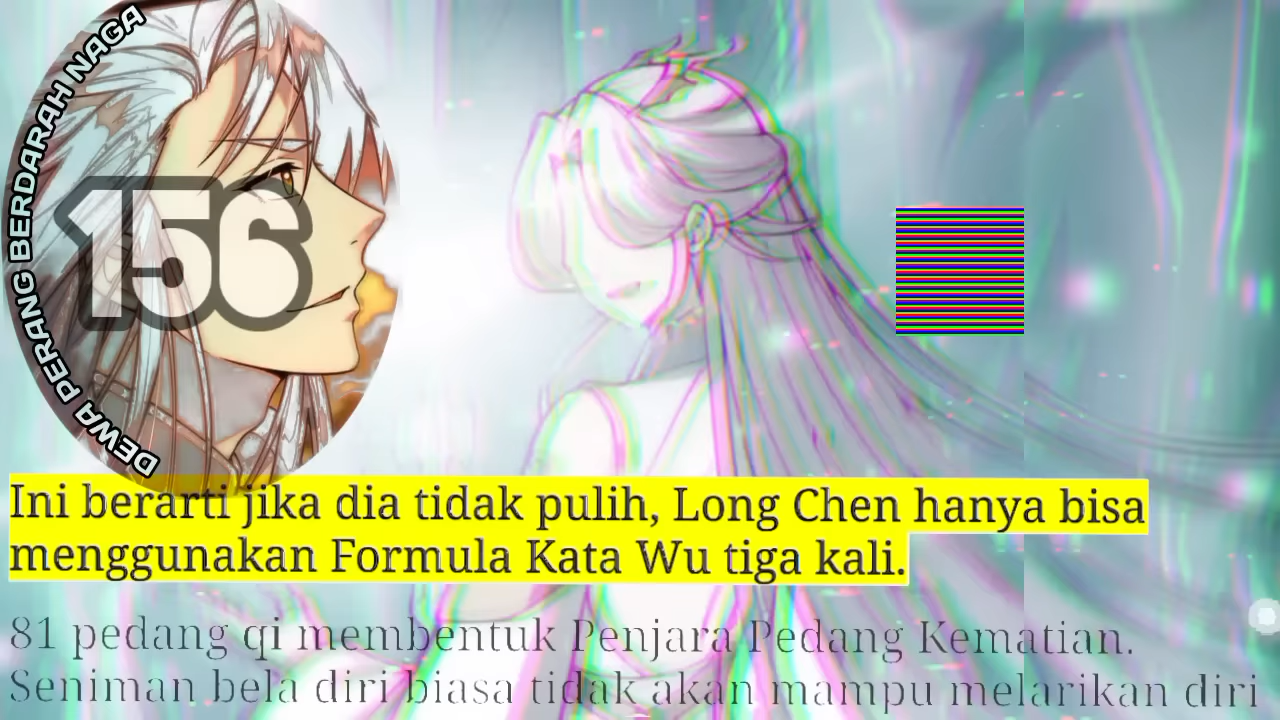 DEWA PERANG BERDARAH NAGA
156
Ini berarti jika dia tidak pulih, Long Chen hanya bisa
menggunakan Formula Kata Wu tiga kali.
81 pedang qi membentuk Penjara Pedang Kematian.
Seniman bela diri biasa tidak akan mampu melarikan diri